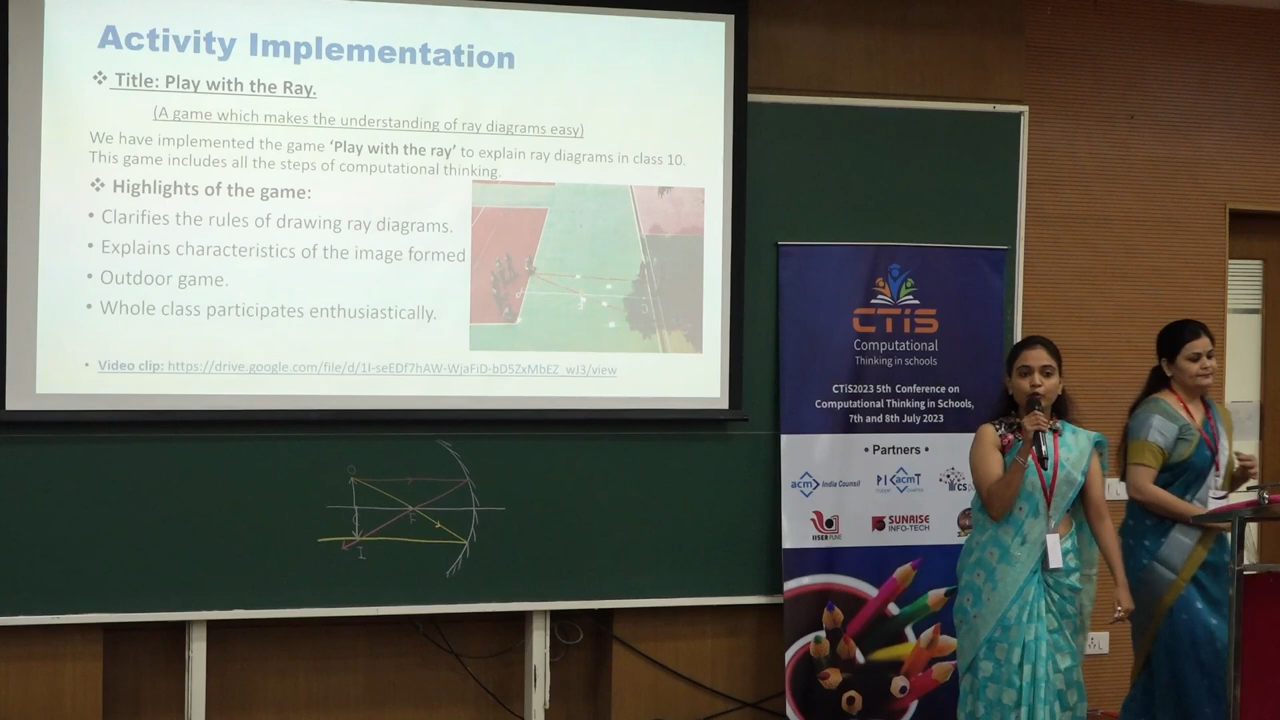 Activity Implementation
❖ Title: Play with the Ray.
(A game which makes the understanding of ray diagrams easy)
We have implemented the game ‘Play with the ray’ to explain ray diagrams in class 10.
This game includes all the steps of computational thinking.
❖ Highlights of the game:
• Clarifies the rules of drawing ray diagrams.
• Explains characteristics of the image formed
• Outdoor game.
• Whole class participates enthusiastically.
• Video clip: https://drive.google.com/file/d/1I-seEDf7hAW-WjaFiD-bD5ZxMbEZ_wJ3/view
O
C
F
I
CTiS
Computational
Thinking in schools
CTiS2023 5th Conference on
Computational Thinking in Schools,
7th and 8th July 2023
• Partners •
acm India Council
acm
CS
IISER PUNE
SUNRISE
INFO-TECH